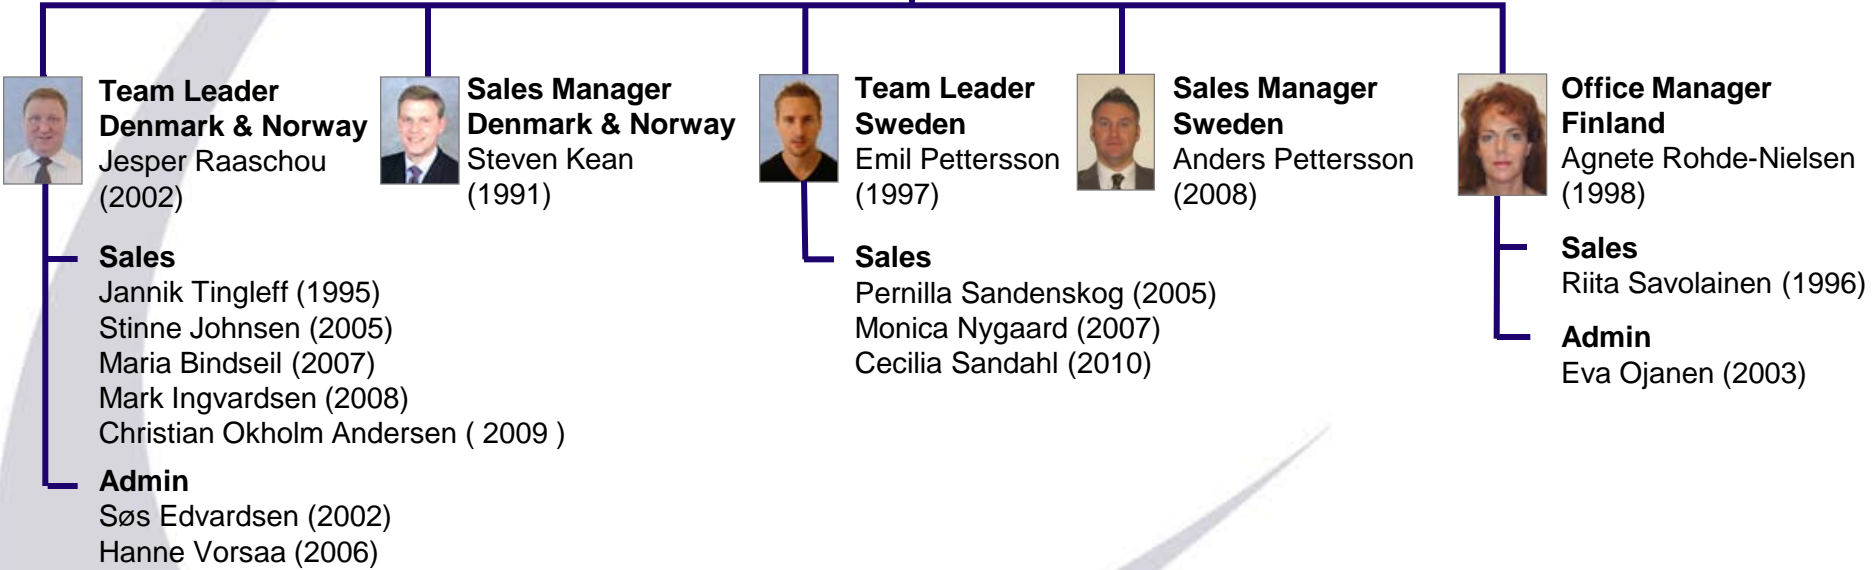 Team Leader
Denmark & Norway
Jesper Raaschou
(2002)
Sales
Jannik Tingleff (1995)
Stinne Johnsen (2005)
Maria Bindseil (2007)
Mark Ingvardsen (2008)
Christian Okholm Andersen ( 2009 )
Admin
Søs Edvardsen (2002)
Hanne Vorsaa (2006)
Sales Manager
Denmark & Norway
Steven Kean
(1991)
Team Leader
Sweden
Emil Pettersson
(1997)
Sales
Pernilla Sandenskog (2005)
Monica Nygaard (2007)
Cecilia Sandahl (2010)
Sales Manager
Sweden
Anders Pettersson
(2008)
Office Manager
Finland
Agnete Rohde-Nielsen
(1998)
Sales
Riita Savolainen (1996)
Admin
Eva Ojanen (2003)